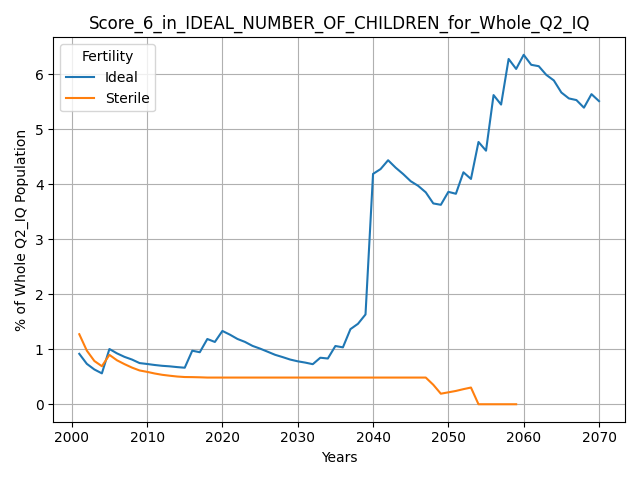 Score_6_in_IDEAL_NUMBER_OF_CHILDREN_for_Whole_Q2_IQ
Fertility
Ideal
Sterile
% of Whole Q2_IQ Population
6
5
4
3
2
1
0
2000 2010 2020 2030 2040 2050 2060 2070
Years